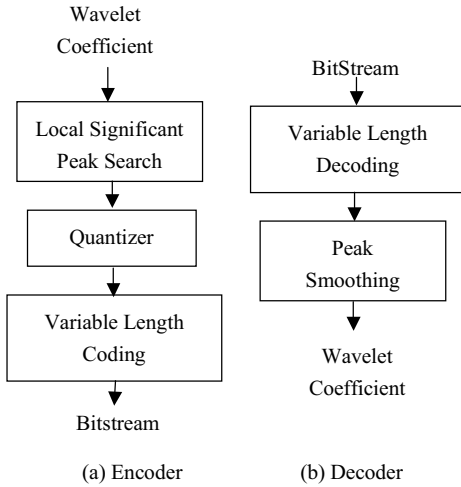 Wavelet
Coefficient
Local Significant
Peak Search
Quantizer
Variable Length
Coding
Bitstream
(a) Encoder
BitStream
Variable Length
Decoding
Peak
Smoothing
Wavelet
Coefficient
(b) Decoder